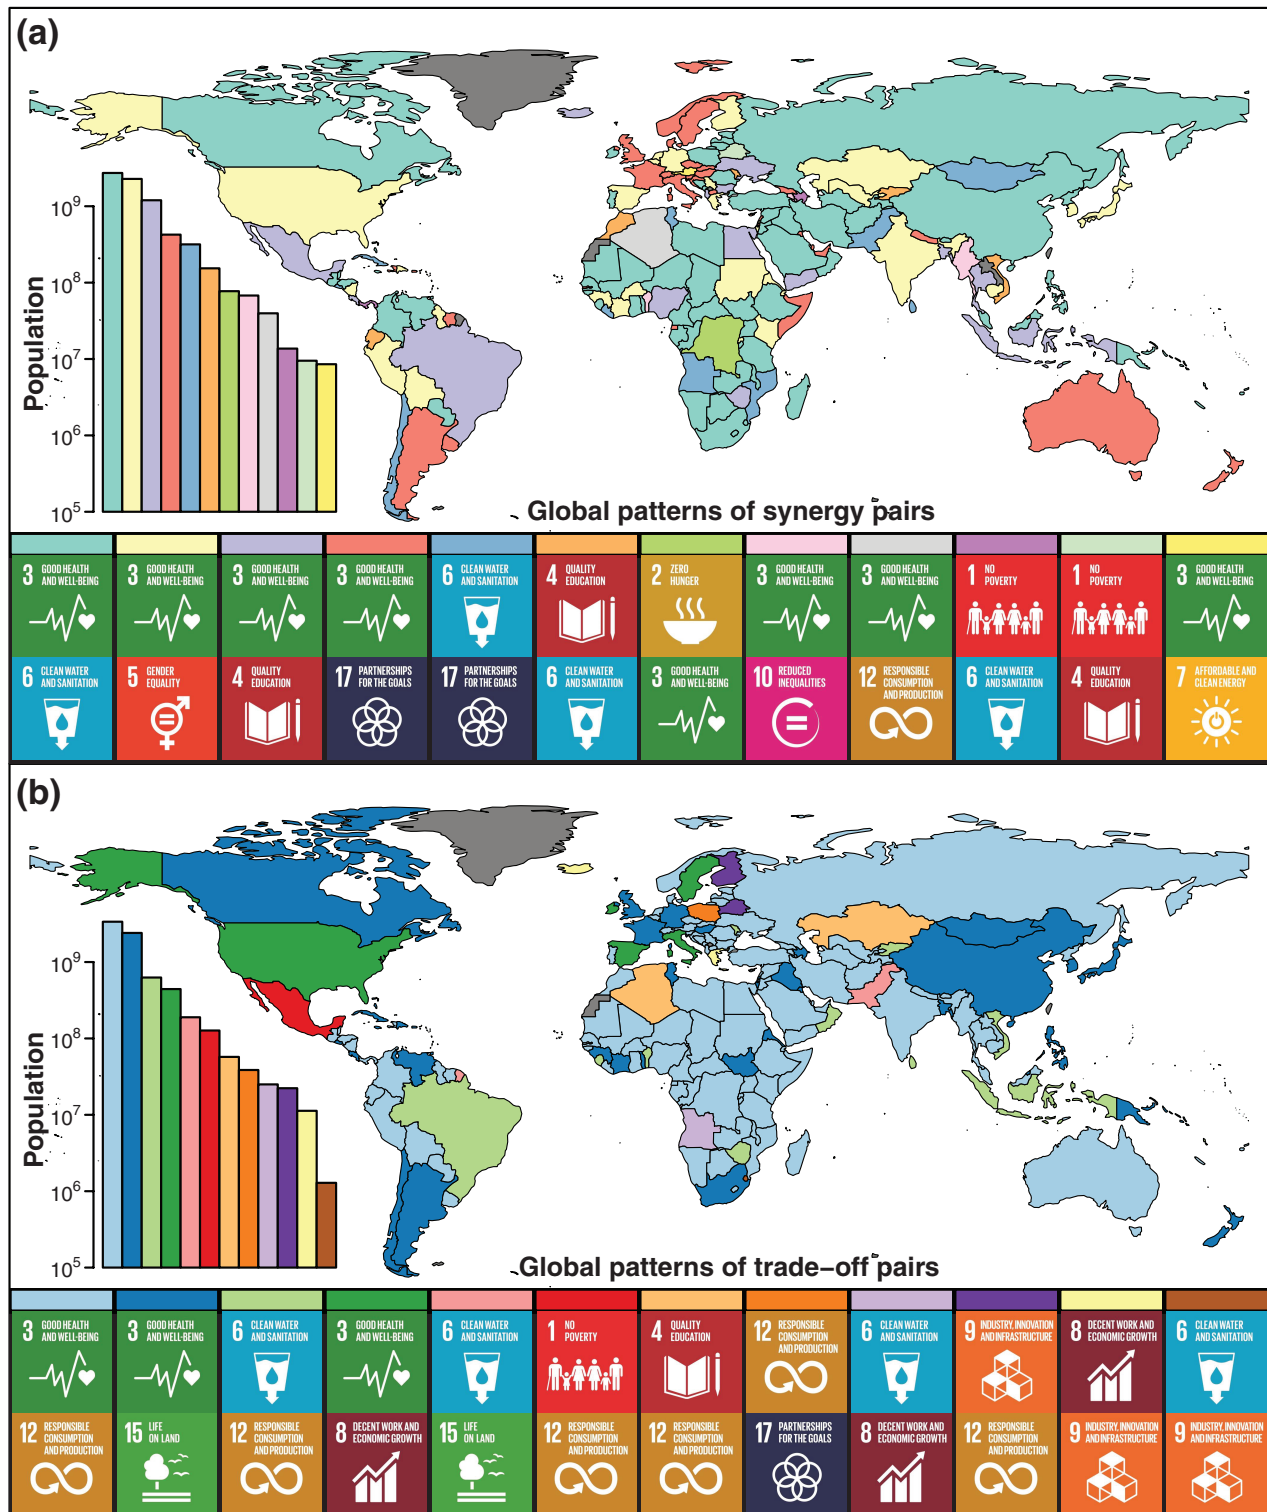 (a)
Population
10⁹
10⁸
10⁷
10⁶
10⁵
Global patterns of synergy pairs
3 GOOD HEALTH AND WELL-BEING
3 GOOD HEALTH AND WELL-BEING
3 GOOD HEALTH AND WELL-BEING
3 GOOD HEALTH AND WELL-BEING
6 CLEAN WATER AND SANITATION
4 QUALITY EDUCATION
2 ZERO HUNGER
3 GOOD HEALTH AND WELL-BEING
3 GOOD HEALTH AND WELL-BEING
1 NO POVERTY
1 NO POVERTY
3 GOOD HEALTH AND WELL-BEING
6 CLEAN WATER AND SANITATION
5 GENDER EQUALITY
4 QUALITY EDUCATION
17 PARTNERSHIPS FOR THE GOALS
17 PARTNERSHIPS FOR THE GOALS
6 CLEAN WATER AND SANITATION
3 GOOD HEALTH AND WELL-BEING
10 REDUCED INEQUALITIES
12 RESPONSIBLE CONSUMPTION AND PRODUCTION
6 CLEAN WATER AND SANITATION
4 QUALITY EDUCATION
7 AFFORDABLE AND CLEAN ENERGY
(b)
Population
10⁹
10⁸
10⁷
10⁶
10⁵
Global patterns of trade−off pairs
3 GOOD HEALTH AND WELL-BEING
3 GOOD HEALTH AND WELL-BEING
6 CLEAN WATER AND SANITATION
3 GOOD HEALTH AND WELL-BEING
6 CLEAN WATER AND SANITATION
1 NO POVERTY
4 QUALITY EDUCATION
12 RESPONSIBLE CONSUMPTION AND PRODUCTION
6 CLEAN WATER AND SANITATION
9 INDUSTRY, INNOVATION AND INFRASTRUCTURE
8 DECENT WORK AND ECONOMIC GROWTH
6 CLEAN WATER AND SANITATION
12 RESPONSIBLE CONSUMPTION AND PRODUCTION
15 LIFE ON LAND
12 RESPONSIBLE CONSUMPTION AND PRODUCTION
8 DECENT WORK AND ECONOMIC GROWTH
15 LIFE ON LAND
12 RESPONSIBLE CONSUMPTION AND PRODUCTION
12 RESPONSIBLE CONSUMPTION AND PRODUCTION
17 PARTNERSHIPS FOR THE GOALS
8 DECENT WORK AND ECONOMIC GROWTH
12 RESPONSIBLE CONSUMPTION AND PRODUCTION
9 INDUSTRY, INNOVATION AND INFRASTRUCTURE
9 INDUSTRY, INNOVATION AND INFRASTRUCTURE